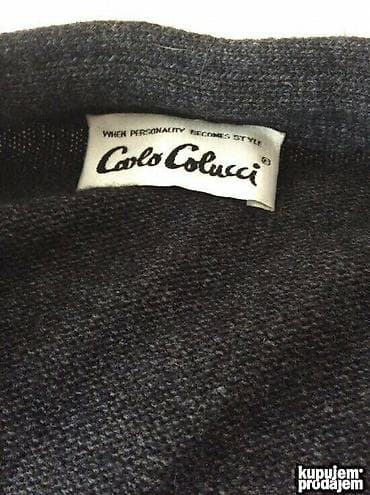 WHEN PERSONALITY BECOMES STYLE
Carlo Colucci ®
kupujem
prodajem